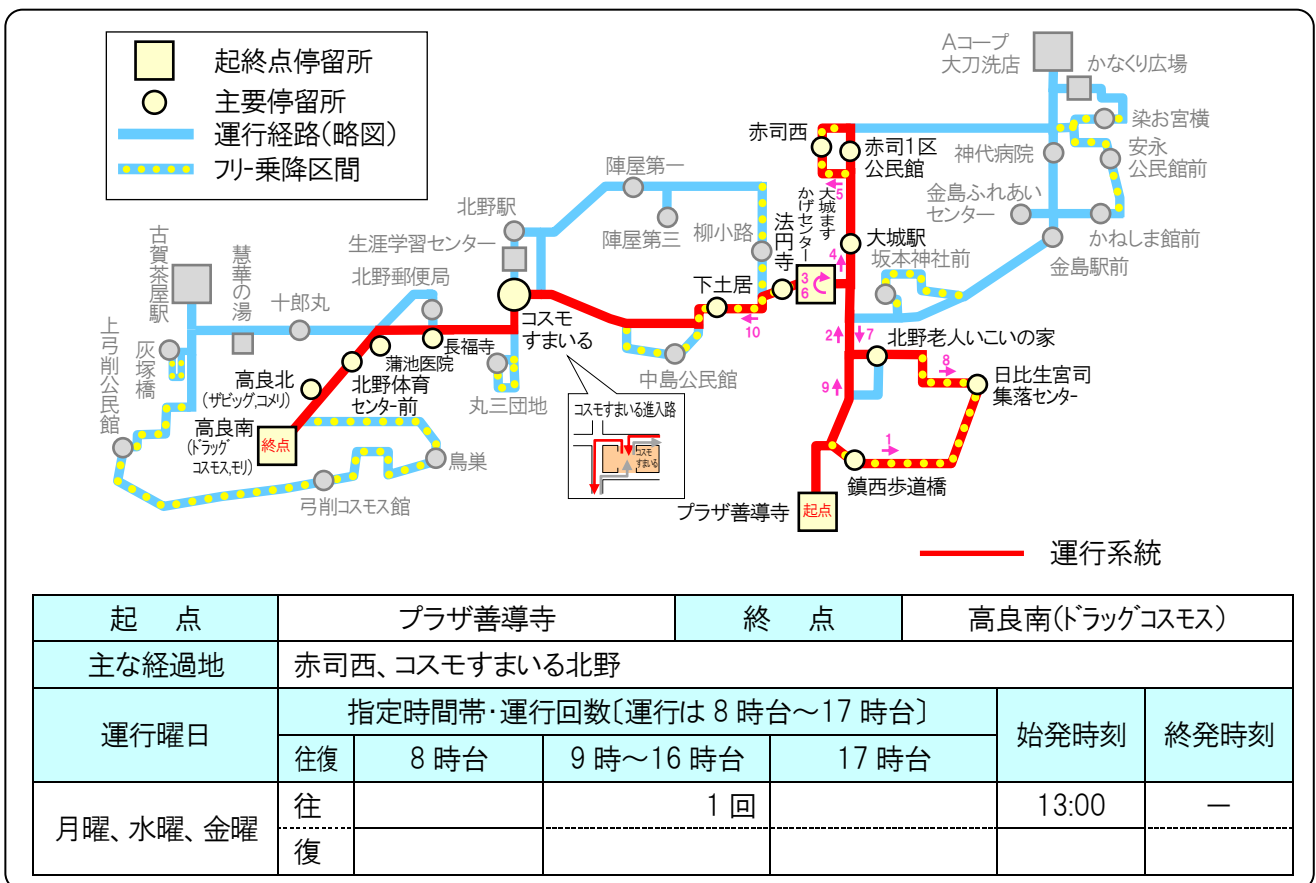 起終点停留所
主要停留所
運行経路(略図)
フリー乗降区間
Aコープ
大刀洗店
かなくり広場
染お宮横
安永
公民館前
神代病院
金島ふれあい
センター
かねしま館前
金島駅前
赤司西
赤司1区
公民館
5
大城ます
かげセンター
法円寺
3
6
4
大城駅
坂本神社前
陣屋第一
陣屋第三
柳小路
北野駅
生涯学習センター
北野郵便局
下土居
10
2
7
北野老人いこいの家
8
9
日比生宮司
集落センター
1
鎮西歩道橋
プラザ善導寺
起点
古賀茶屋駅
慧華の湯
十郎丸
上弓削公民館
灰塚橋
コスモ
すまいる
長福寺
蒲池医院
北野体育
センター前
高良北
(ザビッグ,コメリ)
高良南
(ドラッグ
コスモス,モリ)
終点
丸三団地
中島公民館
鳥巣
弓削コスモス館
コスモすまいる進入路
コスモ
すまいる
運行系統
起 点 プラザ善導寺 終 点 高良南(ドラッグコスモス)
主な経過地 赤司西、コスモすまいる北野
運行曜日 指定時間帯・運行回数〔運行は 8 時台～17 時台〕 始発時刻 終発時刻
往復 8 時台 9 時～16 時台 17 時台
月曜、水曜、金曜 往 1 回 13:00 ―
復